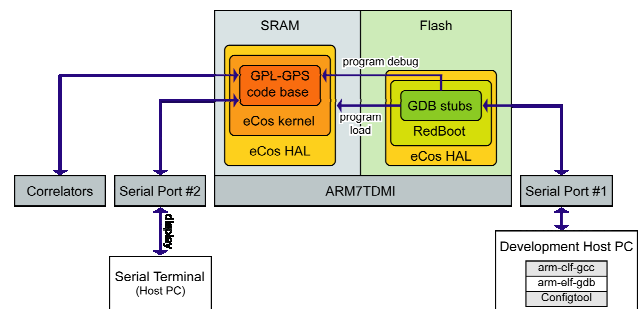 SRAM
Flash
program debug
GPL-GPS
code base
GDB stubs
eCos kernel
program
load
RedBoot
eCos HAL
eCos HAL
Correlators
Serial Port #2
ARM7TDMI
Serial Port #1
display
Serial Terminal
(Host PC)
Development Host PC
arm-elf-gcc
arm-elf-gdb
Configtool